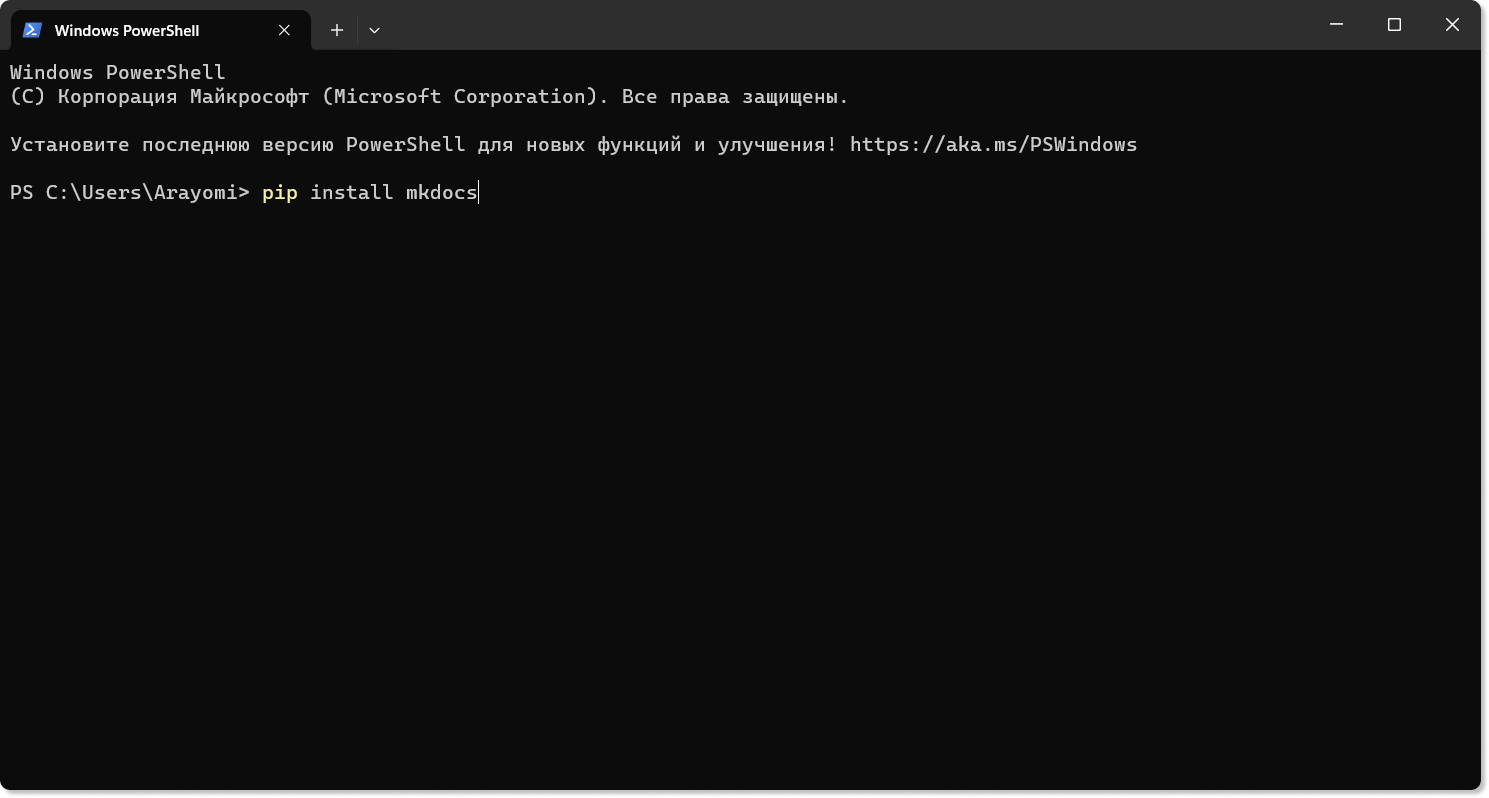 Windows PowerShell
Windows PowerShell
(C) Корпорация Майкрософт (Microsoft Corporation). Все права защищены.
Установите последнюю версию PowerShell для новых функций и улучшения! https://aka.ms/PSWindows
PS C:\Users\Arayomi> pip install mkdocs